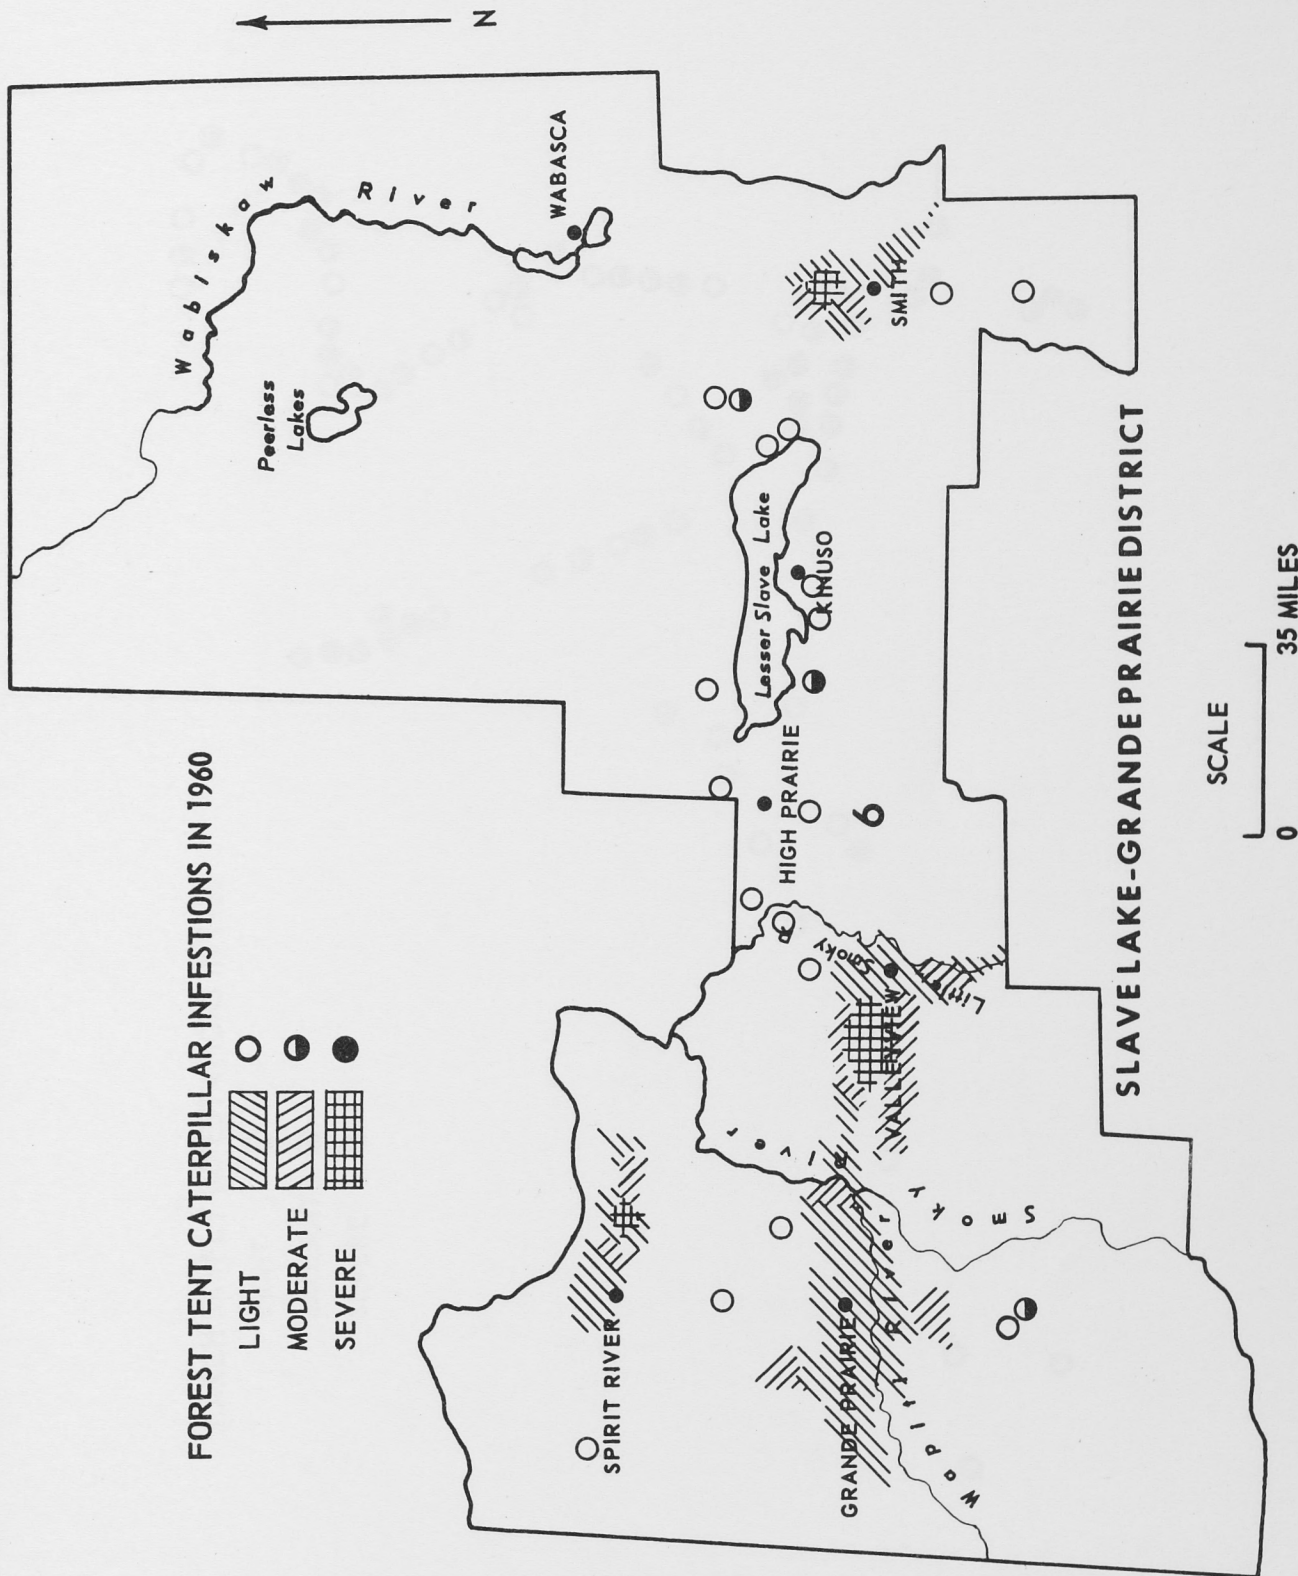 FOREST TENT CATERPILLAR INFESTIONS IN 1960
LIGHT
MODERATE
SEVERE
N
Wabiskaw River
Peerless
Lakes
WABASCA
SPIRIT RIVER
Lesser Slave Lake
HIGH PRAIRIE
KINUSO
SMITH
6
Little Smoky R
VALLEYVIEW
Smoky River
GRANDE PRAIRIE
Wapiti River
SLAVE LAKE-GRANDE PRAIRIE DISTRICT
SCALE
0 35 MILES